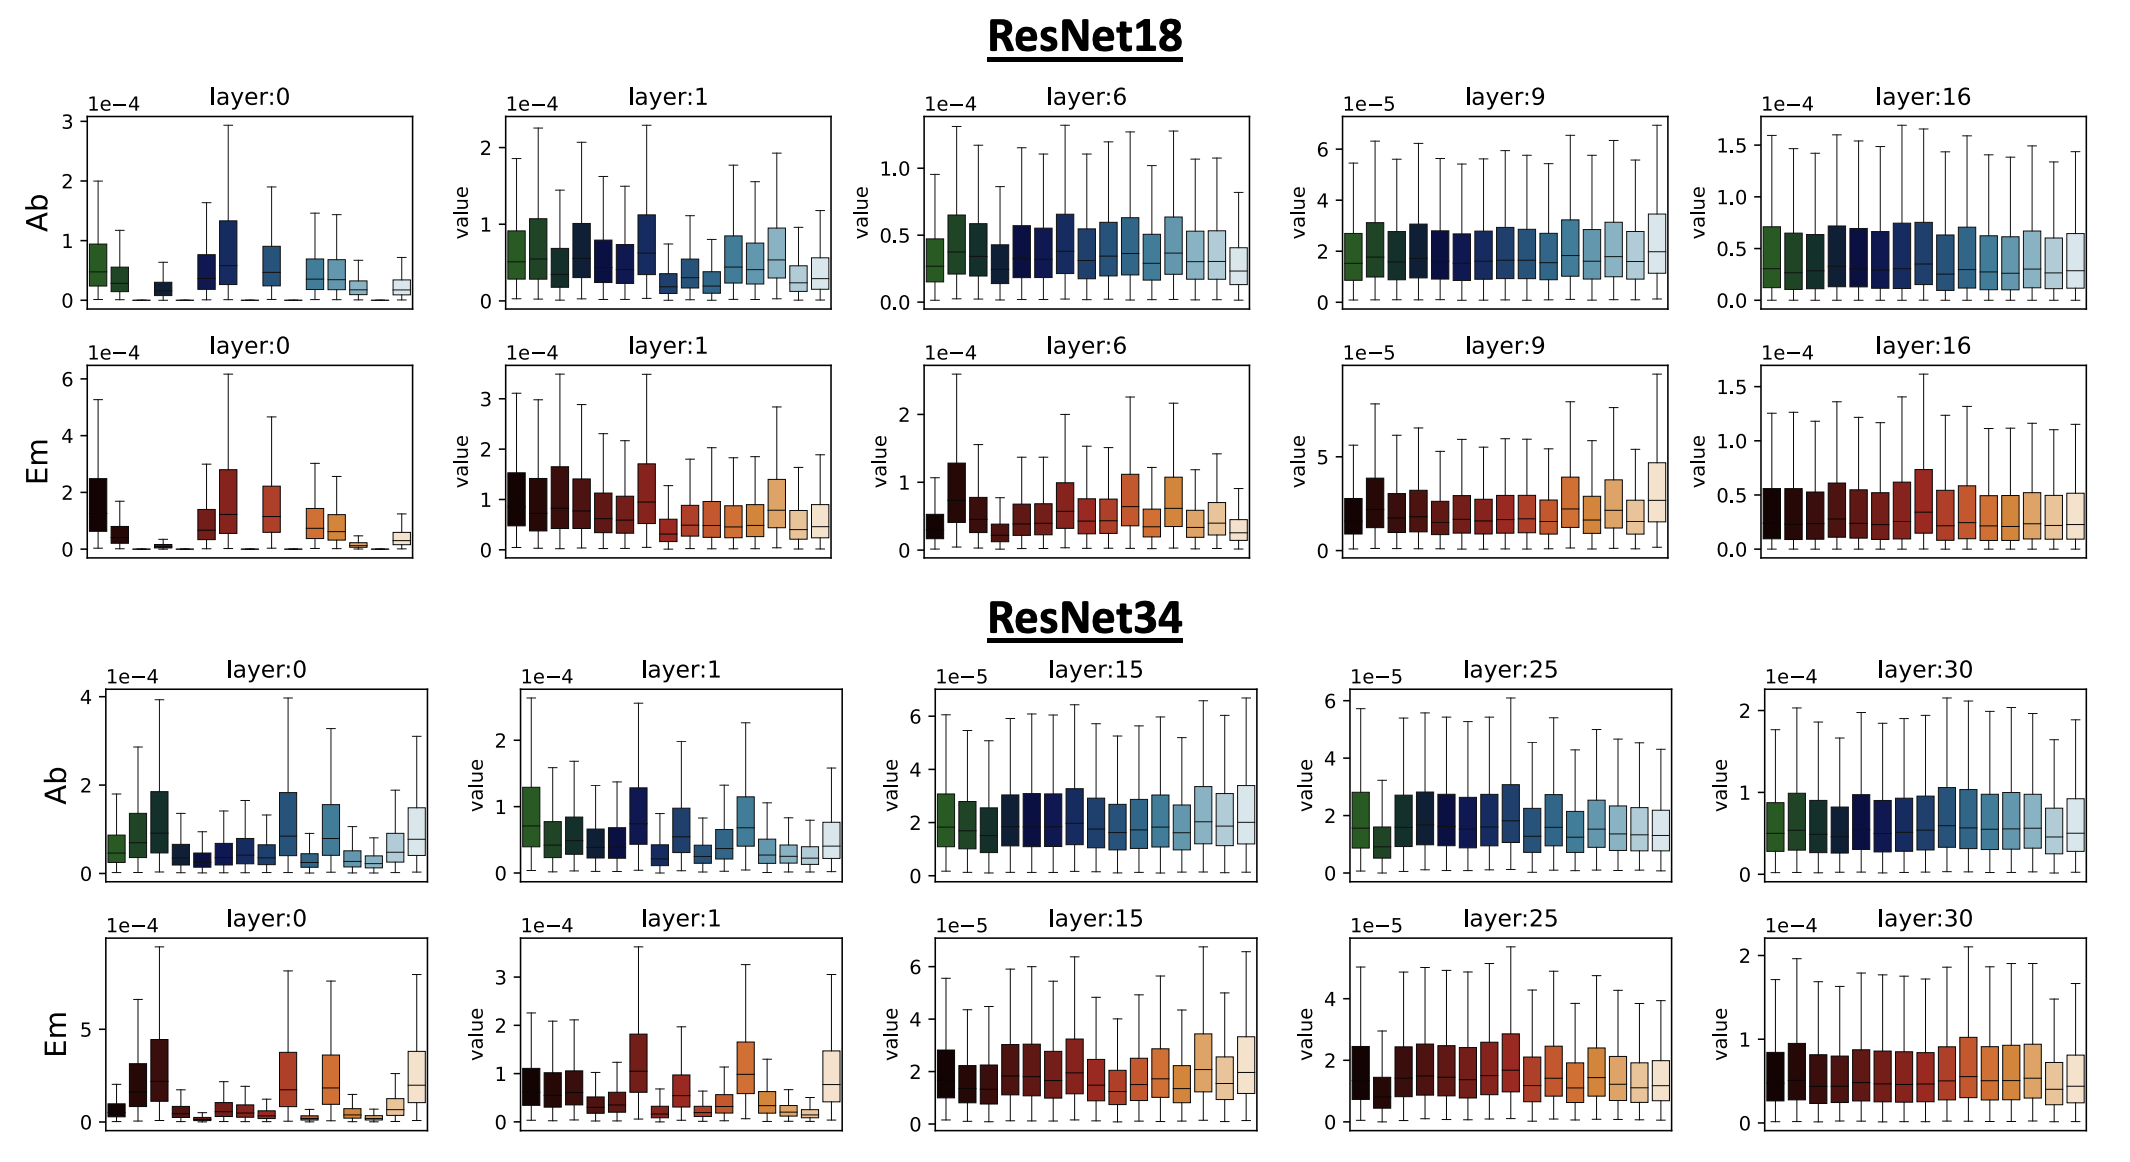 ResNet18
layer:0 layer:1 layer:6 layer:9 layer:16
1e−4 1e−4 1e−4 1e−5 1e−4
Ab
3
2
1
0
value
2
1
0
value
1.0
0.5
0.0
value
6
4
2
0
value
1.5
1.0
0.5
0.0
layer:0 layer:1 layer:6 layer:9 layer:16
1e−4 1e−4 1e−4 1e−5 1e−4
Em
6
4
2
0
value
3
2
1
0
value
2
1
0
value
5
0
value
1.5
1.0
0.5
0.0
ResNet34
layer:0 layer:1 layer:15 layer:25 layer:30
1e−4 1e−4 1e−5 1e−5 1e−4
Ab
4
2
0
value
2
1
0
value
6
4
2
0
value
6
4
2
0
value
2
1
0
layer:0 layer:1 layer:15 layer:25 layer:30
1e−4 1e−4 1e−5 1e−5 1e−4
Em
5
0
value
3
2
1
0
value
6
4
2
0
value
4
2
0
value
2
1
0